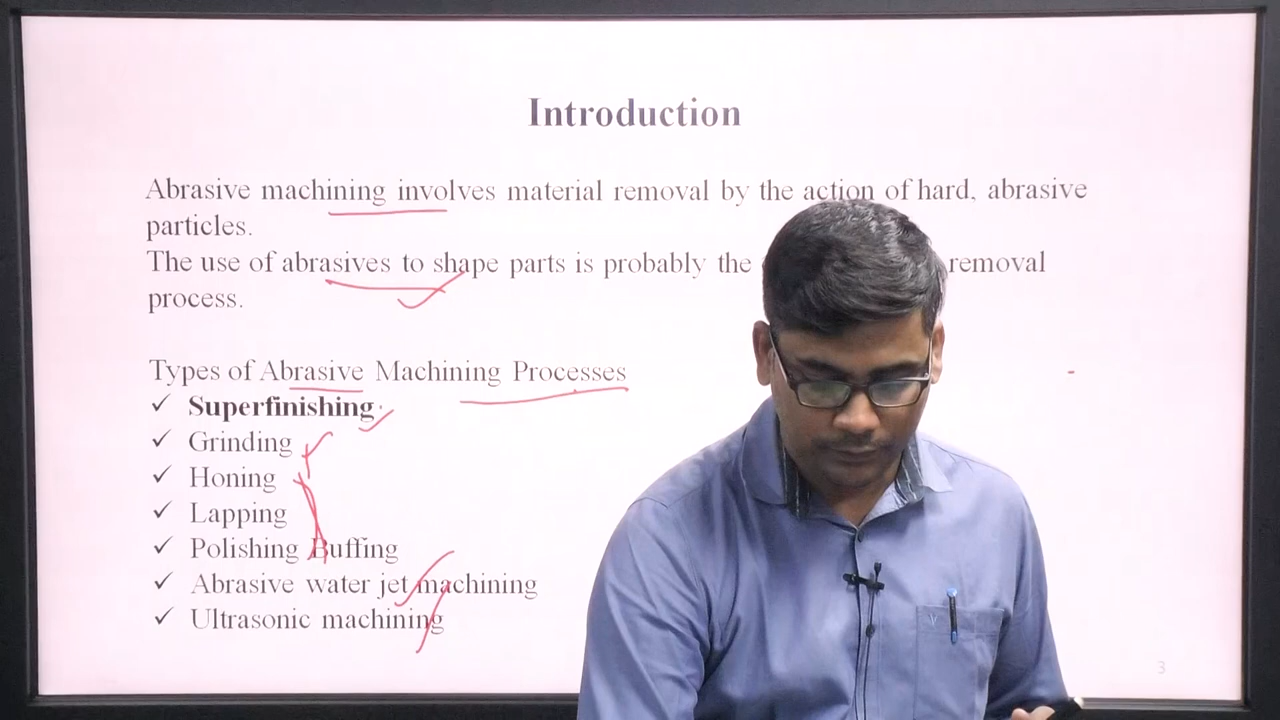 Introduction
Abrasive machining involves material removal by the action of hard, abrasive
particles.
The use of abrasives to shape parts is probably the removal
process.
Types of Abrasive Machining Processes
✓ Superfinishing
✓ Grinding
✓ Honing
✓ Lapping
✓ Polishing Buffing
✓ Abrasive water jet machining
✓ Ultrasonic machining
3